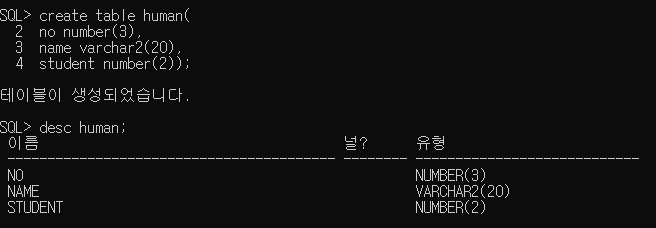 SQL> create table human(
  2  no number(3),
  3  name varchar2(20),
  4  student number(2));
테이블이 생성되었습니다.
SQL> desc human;
 이름                                      널?      유형
 ----------------------------------------- -------- ----------------------------
 NO                                                 NUMBER(3)
 NAME                                               VARCHAR2(20)
 STUDENT                                            NUMBER(2)